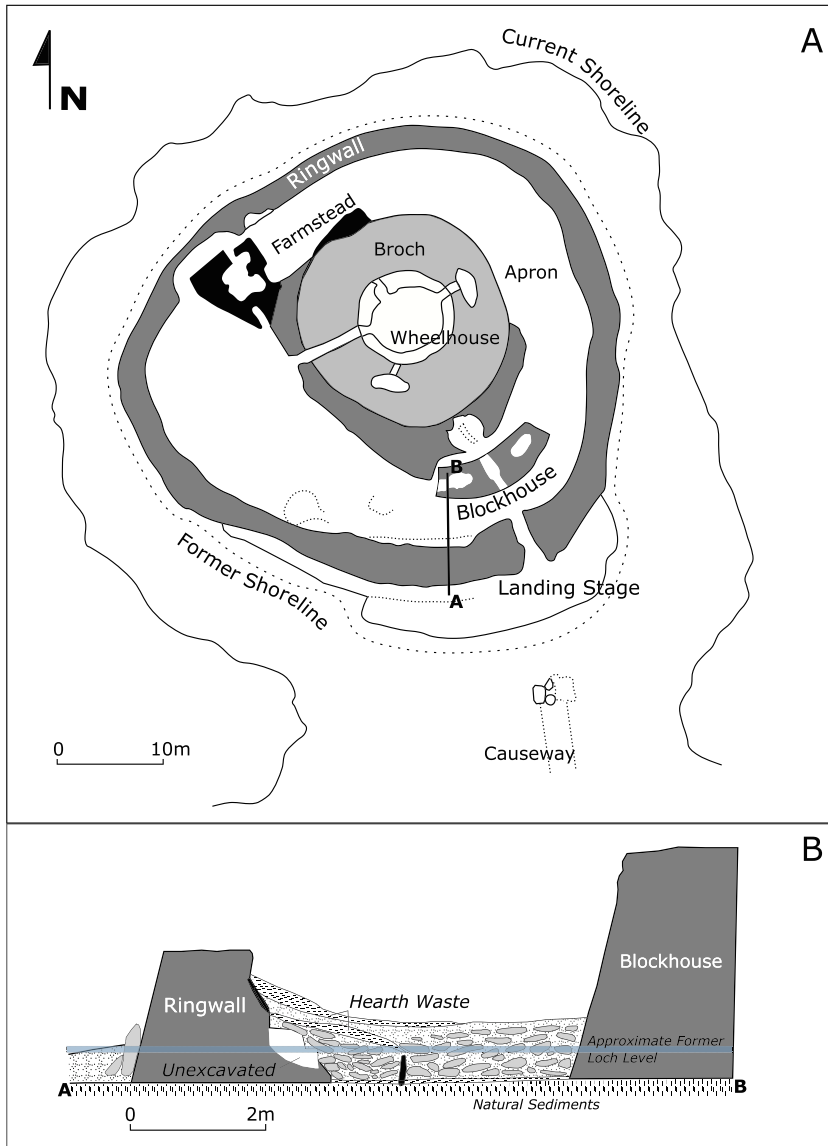 A
N
Current Shoreline
Ringwall
Farmstead
Broch
Apron
Wheelhouse
B
Blockhouse
Former Shoreline
Landing Stage
A
0 10m
Causeway
B
Blockhouse
Ringwall
Hearth Waste
Approximate Former
Loch Level
Unexcavated
A
B
Natural Sediments
0 2m